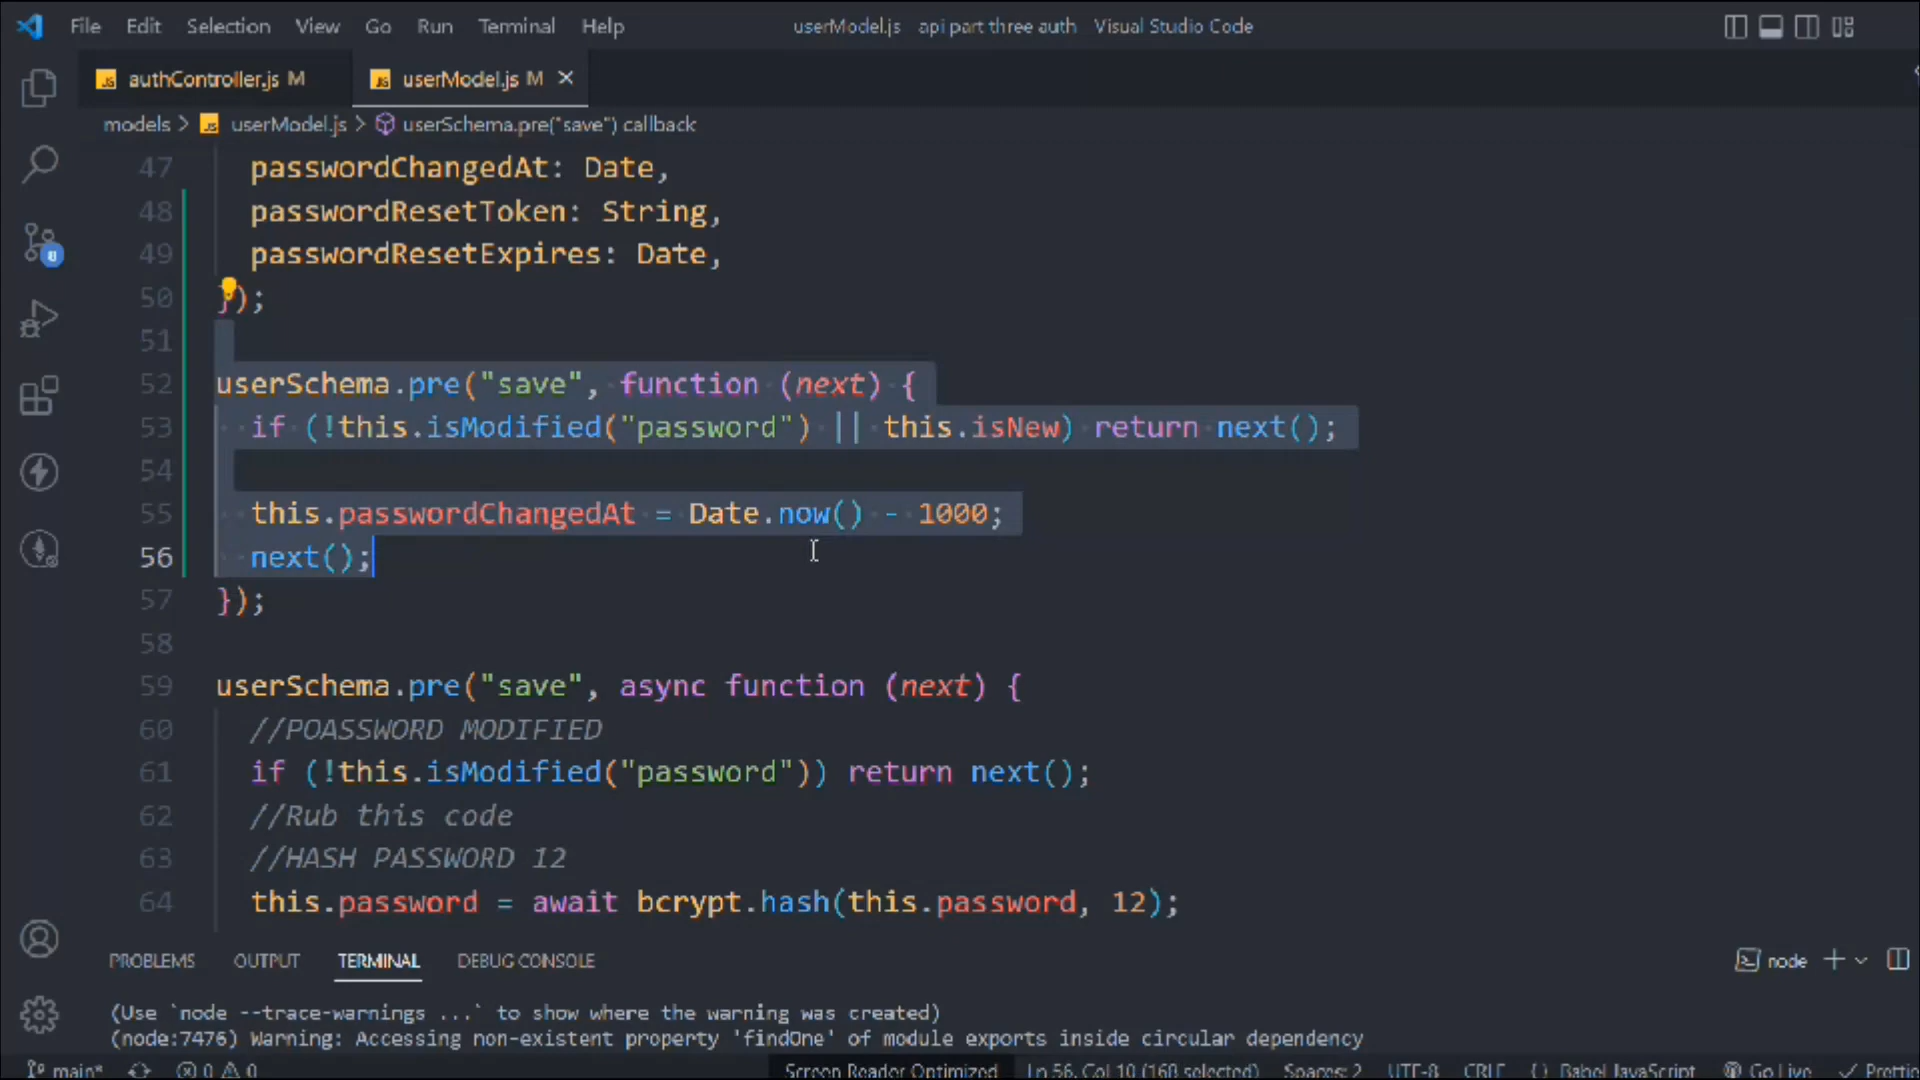 File Edit Selection View Go Run Terminal Help userModel.js api part three auth Visual Studio Code
authController.js M userModel.js M
models > userModel.js > userSchema.pre("save") callback
47 passwordChangedAt: Date,
48 passwordResetToken: String,
49 passwordResetExpires: Date,
50 });
51
52 userSchema.pre("save", function (next) {
53 if (!this.isModified("password") || this.isNew) return next();
54
55 this.passwordChangedAt = Date.now() - 1000;
56 next();
57 });
58
59 userSchema.pre("save", async function (next) {
60 //POASSWORD MODIFIED
61 if (!this.isModified("password")) return next();
62 //Rub this code
63 //HASH PASSWORD 12
64 this.password = await bcrypt.hash(this.password, 12);
PROBLEMS OUTPUT TERMINAL DEBUG CONSOLE node
(Use `node --trace-warnings ...` to show where the warning was created)
(node:7476) Warning: Accessing non-existent property 'findOne' of module exports inside circular dependency
main* 0 0 Screen Reader Optimized Ln 56, Col 10 (168 selected) Spaces: 2 UTF-8 CRLF {} Babel JavaScript Go Live Prettie